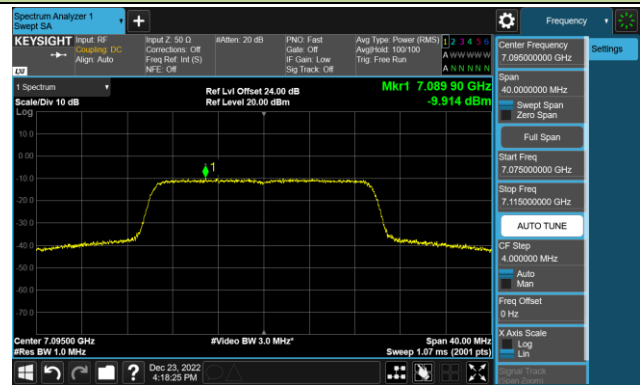 Spectrum Analyzer 1
Swept SA
Frequency
KEYSIGHT
Input: RF
Coupling: DC
Align: Auto
Input Z: 50 Ω
Corrections: Off
Freq Ref: Int (S)
NFE: Off
#Atten: 20 dB
PNO: Fast
Gate: Off
IF Gain: Low
Sig Track: Off
Avg Type: Power (RMS)
Avg|Hold: 100/100
Trig: Free Run
1 2 3 4 5 6
A W W W W W
A N N N N N
LXI
1 Spectrum
Scale/Div 10 dB
Ref Lvl Offset 24.00 dB
Ref Level 20.00 dBm
Mkr1 7.089 90 GHz
-9.914 dBm
Log
10.0
0.00
-10.0
-20.0
-30.0
-40.0
-50.0
-60.0
-70.0
1
Center 7.09500 GHz
#Res BW 1.0 MHz
#Video BW 3.0 MHz*
Span 40.00 MHz
Sweep 1.07 ms (2001 pts)
Dec 23, 2022
4:18:25 PM
Center Frequency
7.095000000 GHz
Settings
Span
40.0000000 MHz
Swept Span
Zero Span
Full Span
Start Freq
7.075000000 GHz
Stop Freq
7.115000000 GHz
AUTO TUNE
CF Step
4.000000 MHz
Auto
Man
Freq Offset
0 Hz
X Axis Scale
Log
Lin
Signal Track
(Span Zoom)